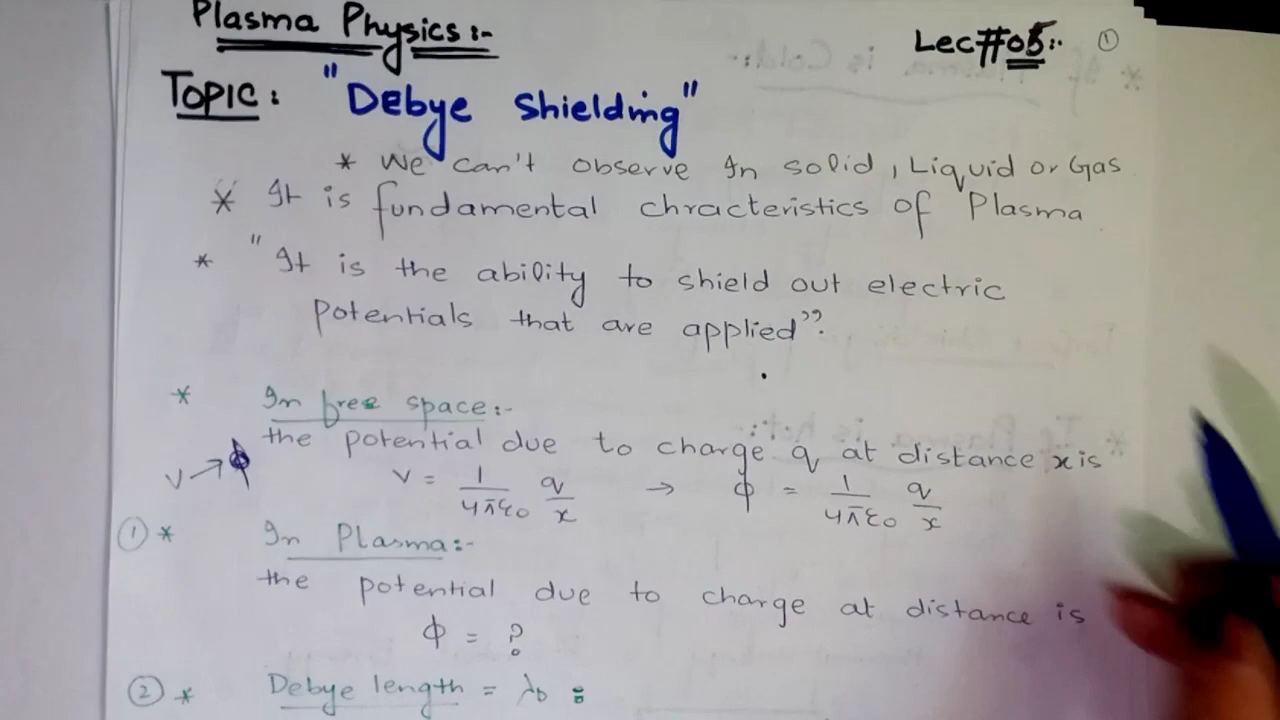 Plasma Physics :-
Lec#05:. ①
TOPIC: "Debye Shielding"
* We can't observe In solid, Liquid or Gas
* It is fundamental chracteristics of Plasma
* "It is the ability to shield out electric
Potentials that are applied".
* In free space:-
the potential due to charge q at distance x is
V → ϕ
V = 1/4πε₀ q/x → ϕ = 1/4πε₀ q/x
① * In Plasma:-
the potential due to charge at distance is
ϕ = ?
② * Debye length = λD :